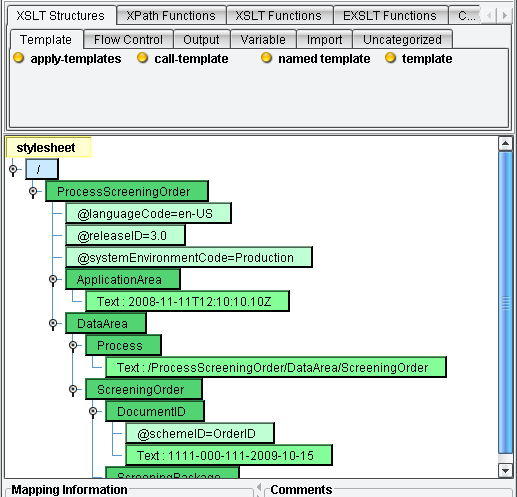 XSLT Structures XPath Functions XSLT Functions EXSLT Functions C...
Template Flow Control Output Variable Import Uncategorized
apply-templates call-template named template template
stylesheet
/
ProcessScreeningOrder
@languageCode=en-US
@releaseID=3.0
@systemEnvironmentCode=Production
ApplicationArea
Text : 2008-11-11T12:10:10.10Z
DataArea
Process
Text : /ProcessScreeningOrder/DataArea/ScreeningOrder
ScreeningOrder
DocumentID
@schemeID=OrderID
Text : 1111-000-111-2009-10-15
ScreeningPackage
Mapping Information Comments